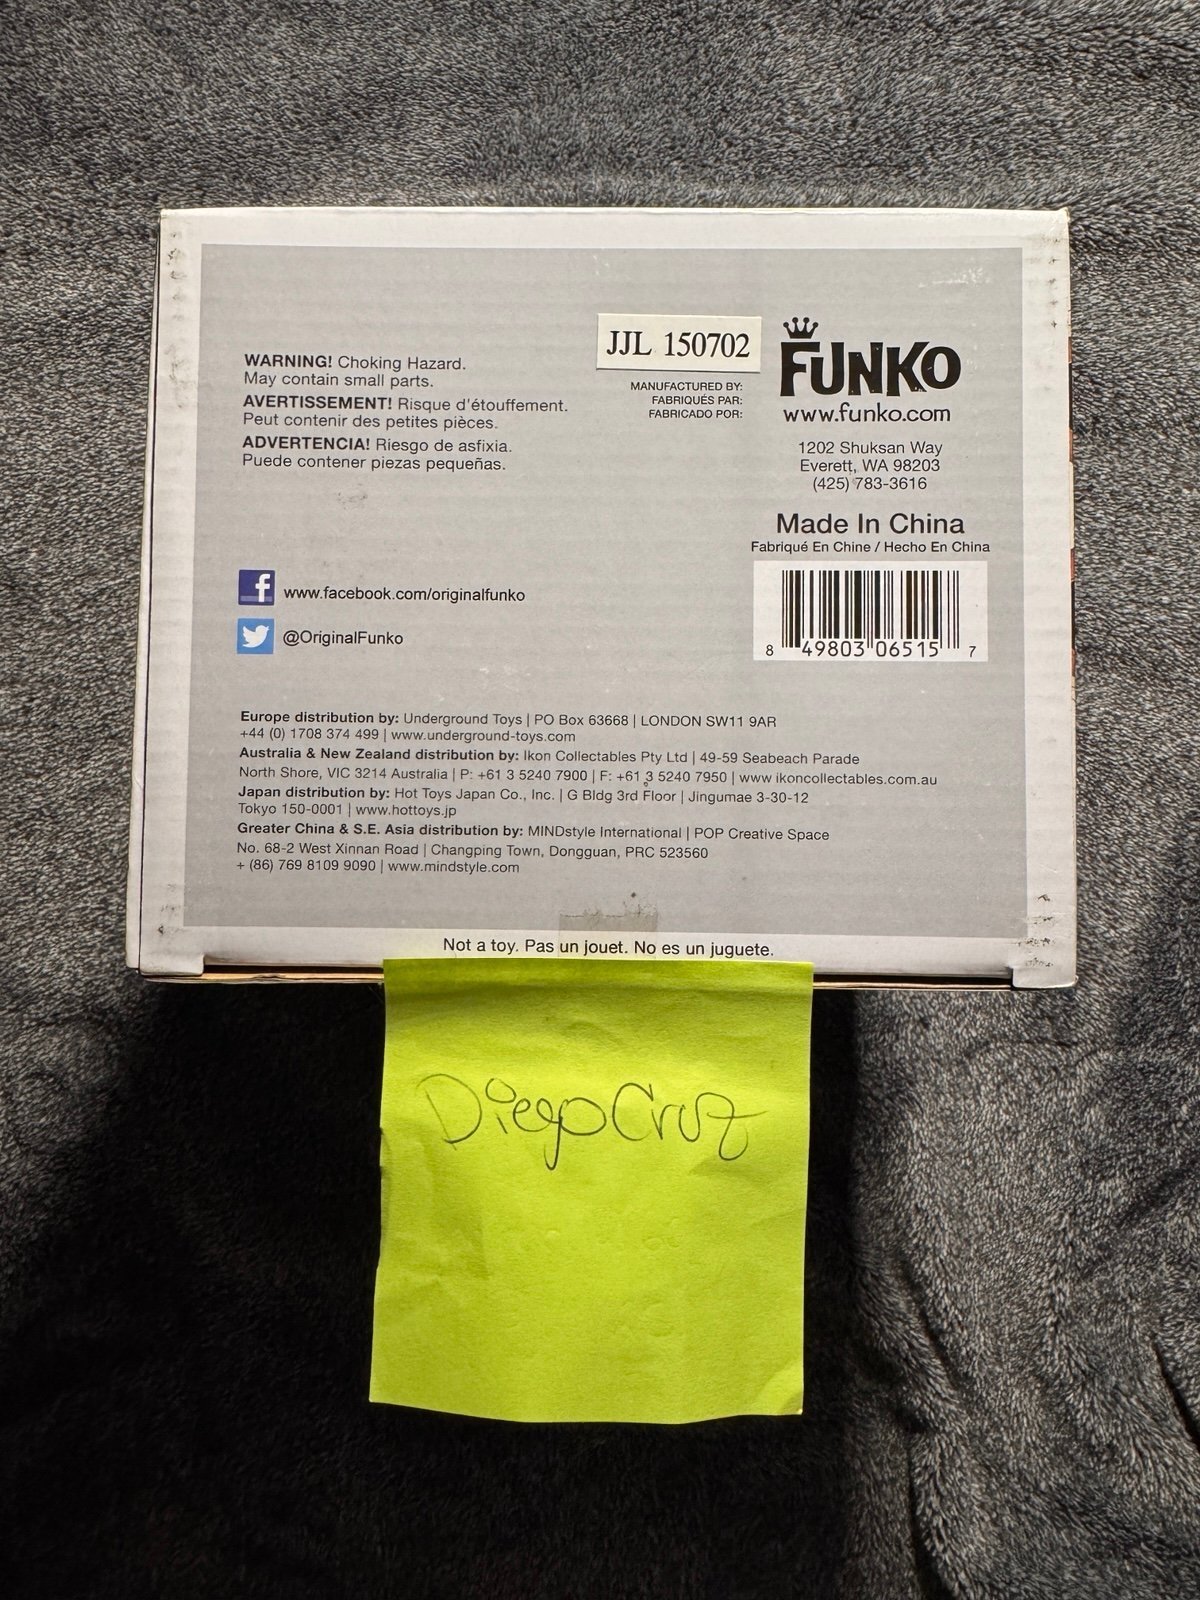 WARNING! Choking Hazard.
May contain small parts.
AVERTISSEMENT! Risque d'étouffement.
Peut contenir des petites pièces.
ADVERTENCIA! Riesgo de asfixia.
Puede contener piezas pequeñas.
JJL 150702
MANUFACTURED BY:
FABRIQUÉS PAR:
FABRICADO POR:
FUNKO
www.funko.com
1202 Shuksan Way
Everett, WA 98203
(425) 783-3616
Made In China
Fabriqué En Chine / Hecho En China
8 49803 06515 7
f www.facebook.com/originalfunko
@OriginalFunko
Europe distribution by: Underground Toys | PO Box 63668 | LONDON SW11 9AR
+44 (0) 1708 374 499 | www.underground-toys.com
Australia & New Zealand distribution by: Ikon Collectables Pty Ltd | 49-59 Seabeach Parade
North Shore, VIC 3214 Australia | P: +61 3 5240 7900 | F: +61 3 5240 7950 | www ikoncollectables.com.au
Japan distribution by: Hot Toys Japan Co., Inc. | G Bldg 3rd Floor | Jingumae 3-30-12
Tokyo 150-0001 | www.hottoys.jp
Greater China & S.E. Asia distribution by: MINDstyle International | POP Creative Space
No. 68-2 West Xinnan Road | Changping Town, Dongguan, PRC 523560
+ (86) 769 8109 9090 | www.mindstyle.com
Not a toy. Pas un jouet. No es un juguete.
Diego Cruz